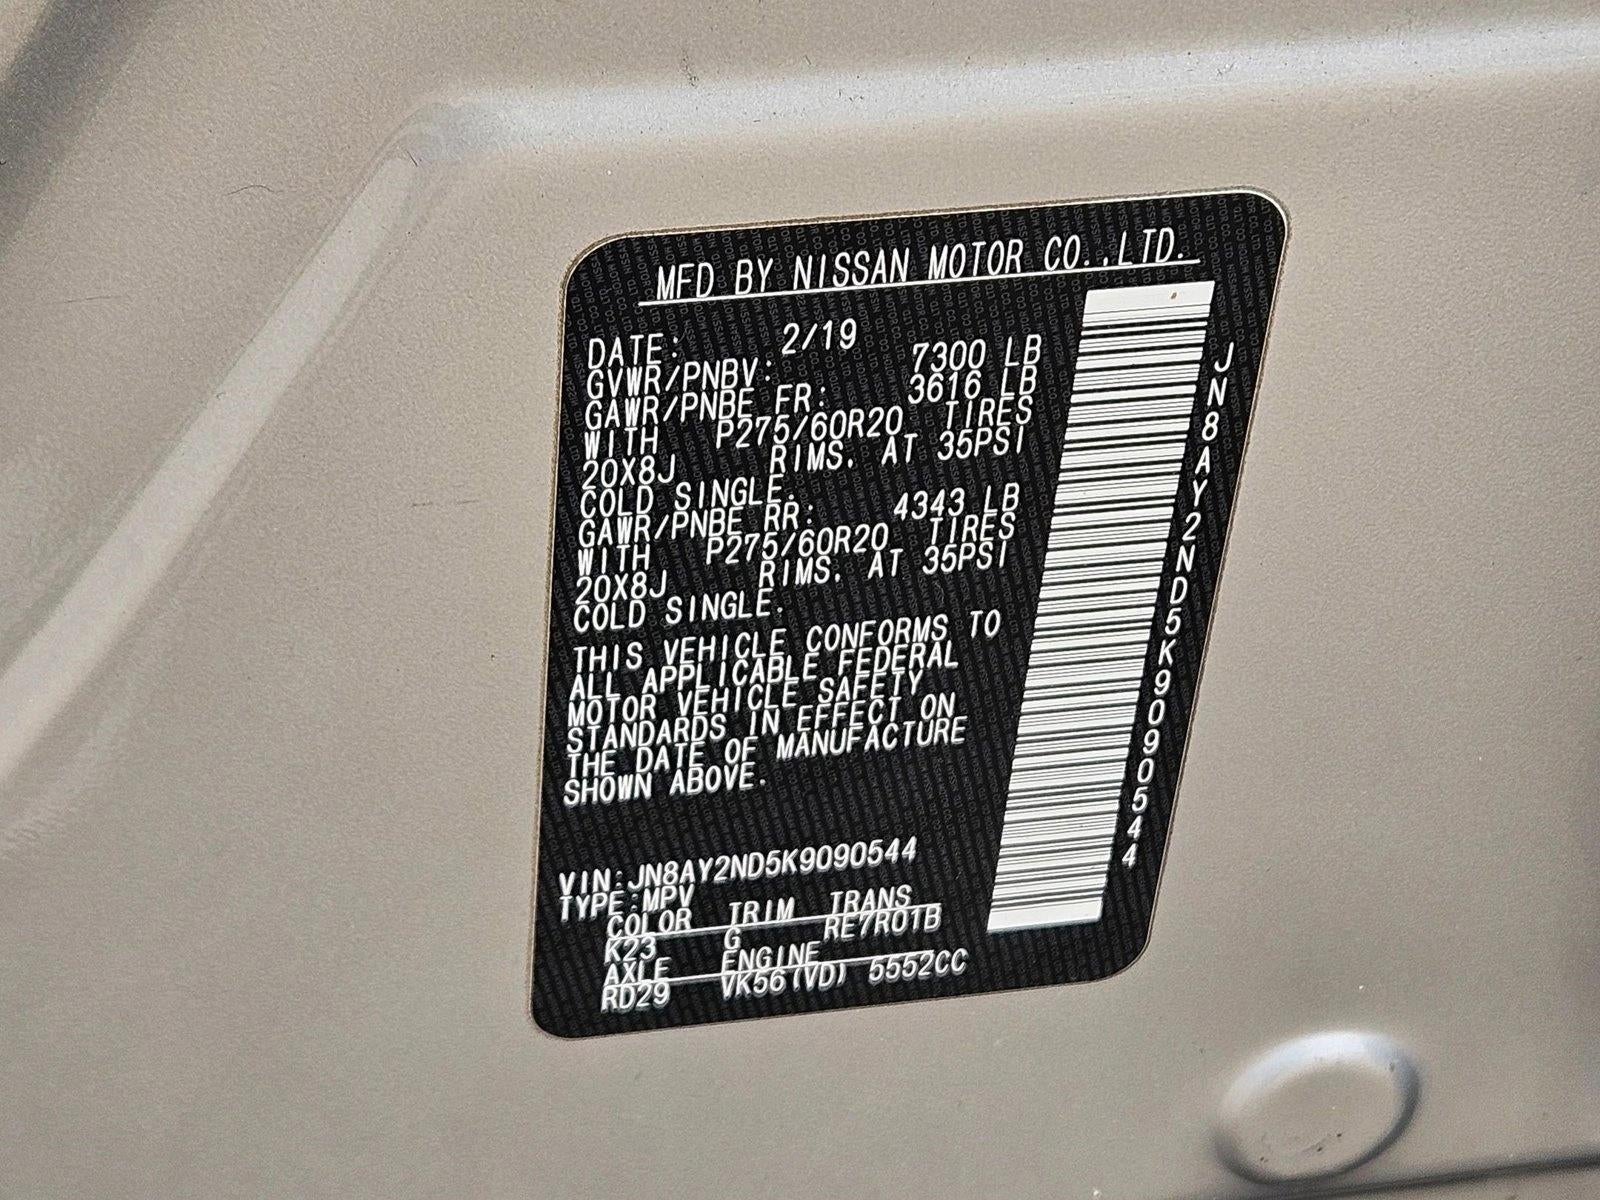 MFD BY NISSAN MOTOR CO.,LTD.
DATE: 2/19
GVWR/PNBV: 7300 LB
GAWR/PNBE FR: 3616 LB
WITH P275/60R20 TIRES
20X8J RIMS. AT 35PSI
COLD SINGLE.
GAWR/PNBE RR: 4343 LB
WITH P275/60R20 TIRES
20X8J RIMS. AT 35PSI
COLD SINGLE.
THIS VEHICLE CONFORMS TO
ALL APPLICABLE FEDERAL
MOTOR VEHICLE SAFETY
STANDARDS IN EFFECT ON
THE DATE OF MANUFACTURE
SHOWN ABOVE.
VIN:JN8AY2ND5K9090544
TYPE:MPV
COLOR TRIM TRANS
K23 G RE7R01B
AXLE ENGINE
RD29 VK56(VD) 5552CC
JN8AY2ND5K9090544